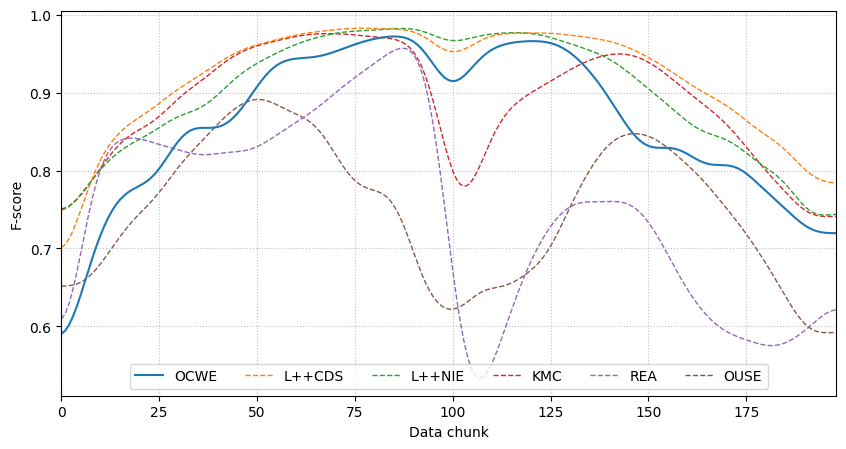 1.0
0.9
0.8
0.7
0.6
F-score
OCWE L++CDS L++NIE KMC REA OUSE
0 25 50 75 100 125 150 175
Data chunk